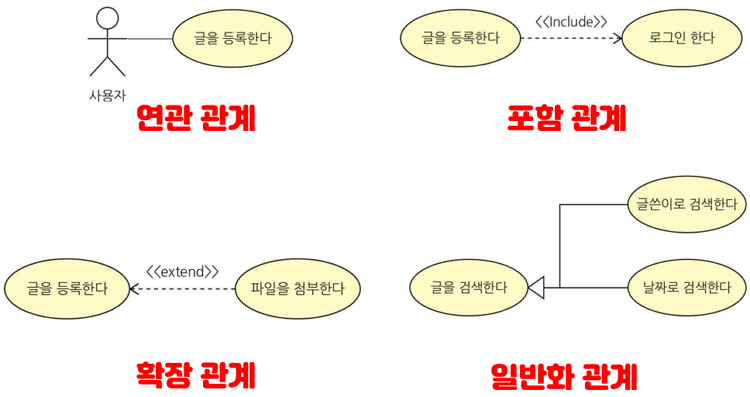 글을 등록한다
사용자
연관 관계
글을 등록한다
<<Include>>
로그인 한다
포함 관계
글을 등록한다
<<extend>>
파일을 첨부한다
확장 관계
글쓴이로 검색한다
글을 검색한다
날짜로 검색한다
일반화 관계